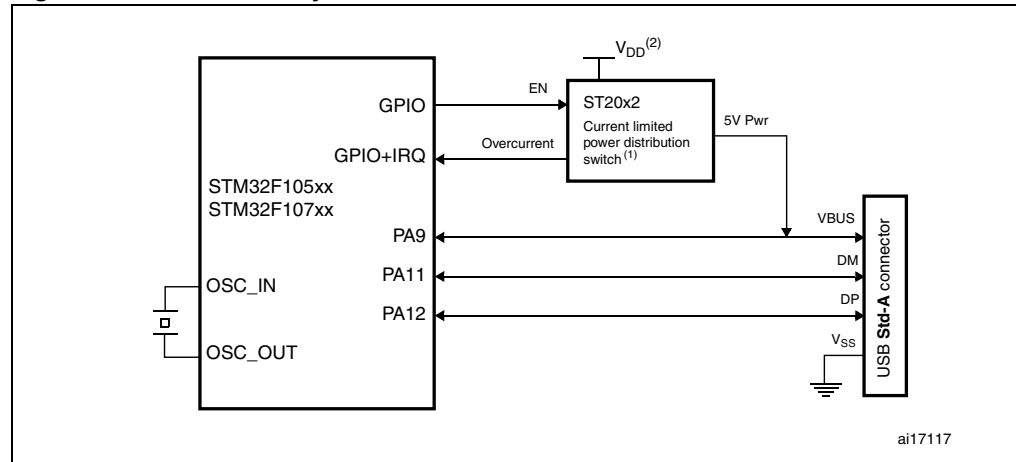 V_DD(2)
EN
ST20x2
GPIO
Current limited
power distribution
switch(1)
5V Pwr
Overcurrent
GPIO+IRQ
STM32F105xx
STM32F107xx
PA9
VBUS
PA11
DM
PA12
DP
OSC_IN
OSC_OUT
V_SS
USB Std-A connector
ai17117